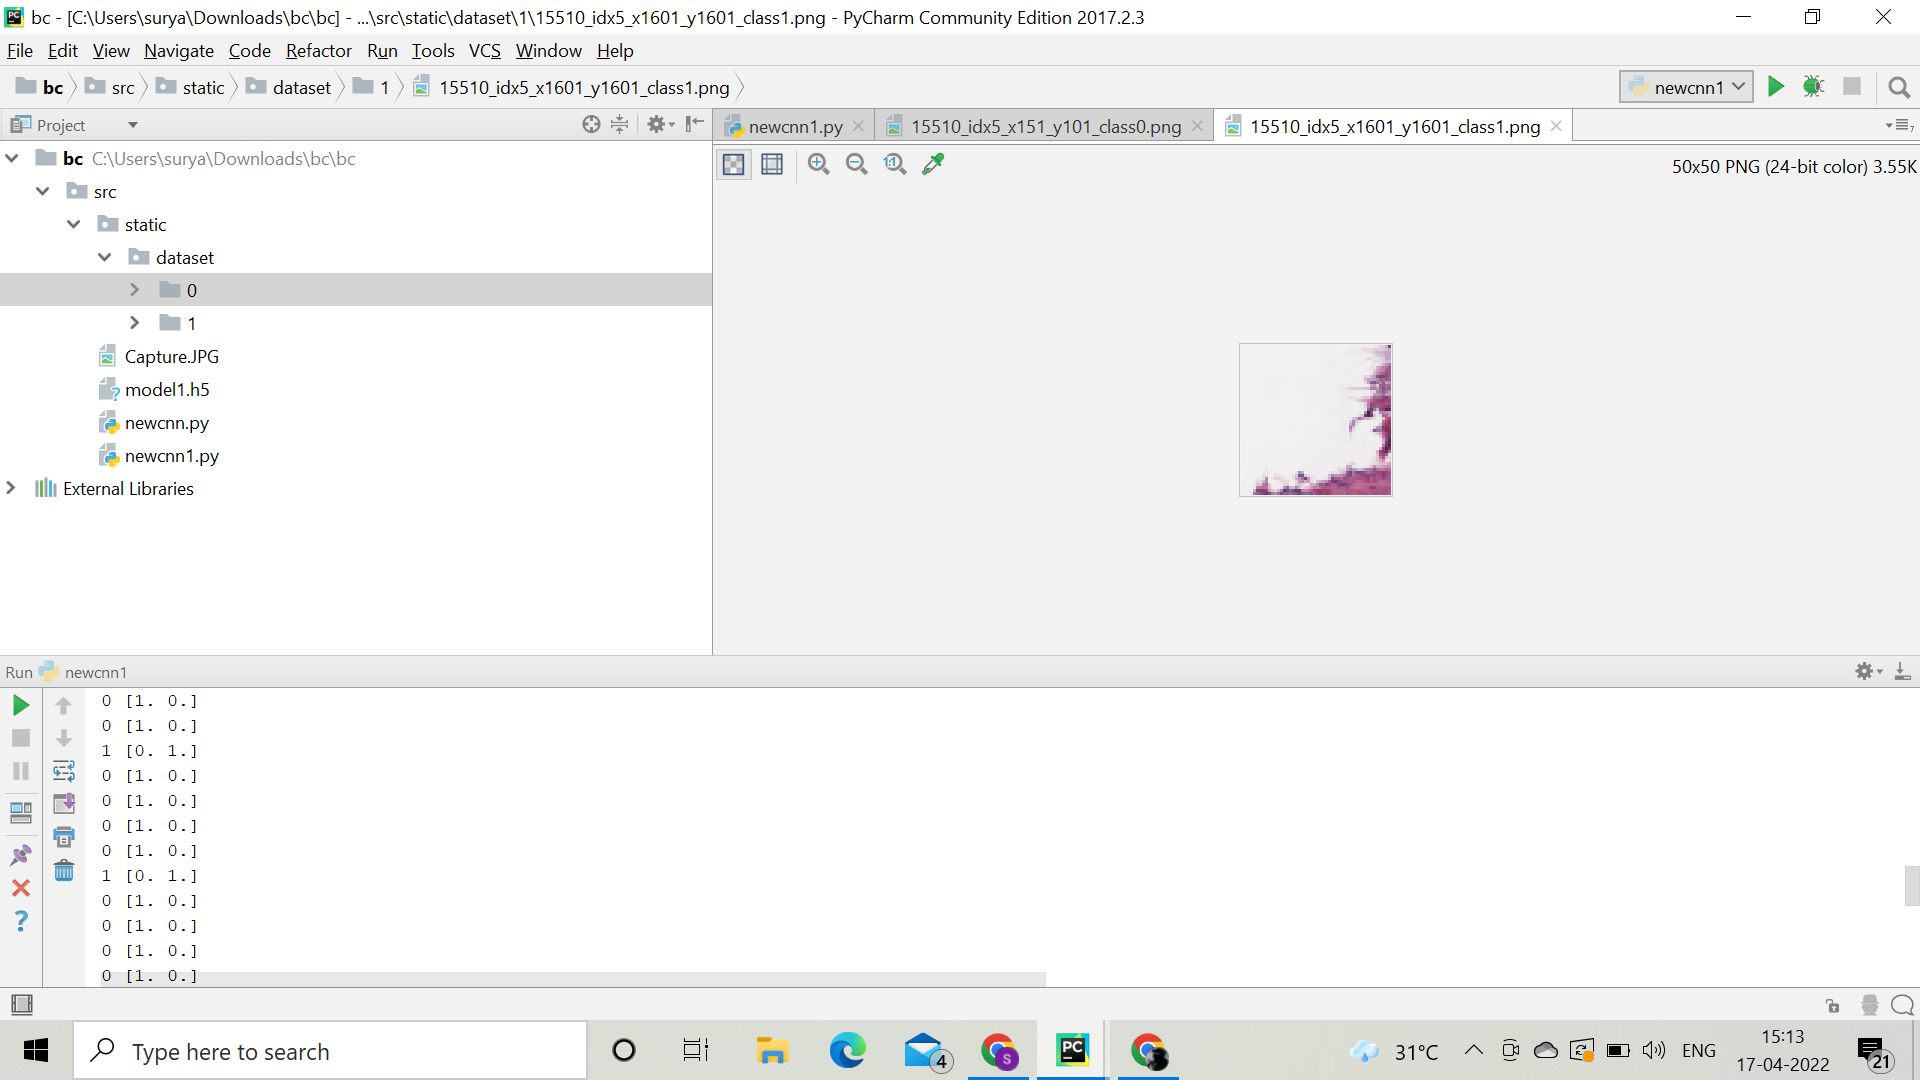 bc - [C:\Users\surya\Downloads\bc\bc] - ...\src\static\dataset\1\15510_idx5_x1601_y1601_class1.png - PyCharm Community Edition 2017.2.3
File Edit View Navigate Code Refactor Run Tools VCS Window Help
bc src static dataset 1 15510_idx5_x1601_y1601_class1.png newcnn1
Project newcnn1.py 15510_idx5_x151_y101_class0.png 15510_idx5_x1601_y1601_class1.png
bc C:\Users\surya\Downloads\bc\bc
50x50 PNG (24-bit color) 3.55K
src
static
dataset
0
1
Capture.JPG
model1.h5
newcnn.py
newcnn1.py
External Libraries
Run newcnn1
0 [1. 0.]
0 [1. 0.]
1 [0. 1.]
0 [1. 0.]
0 [1. 0.]
0 [1. 0.]
0 [1. 0.]
1 [0. 1.]
0 [1. 0.]
0 [1. 0.]
0 [1. 0.]
0 [1. 0.]
Type here to search
4
S
PC
31°C
ENG
15:13
17-04-2022
21